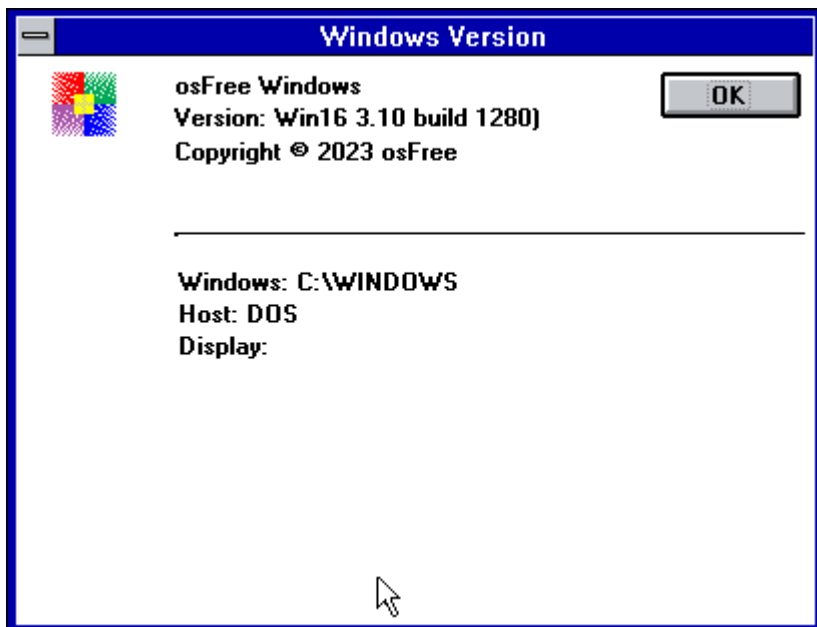 Windows Version
osFree Windows
OK
Version: Win16 3.10 build 1280)
Copyright © 2023 osFree
Windows: C:\WINDOWS
Host: DOS
Display: